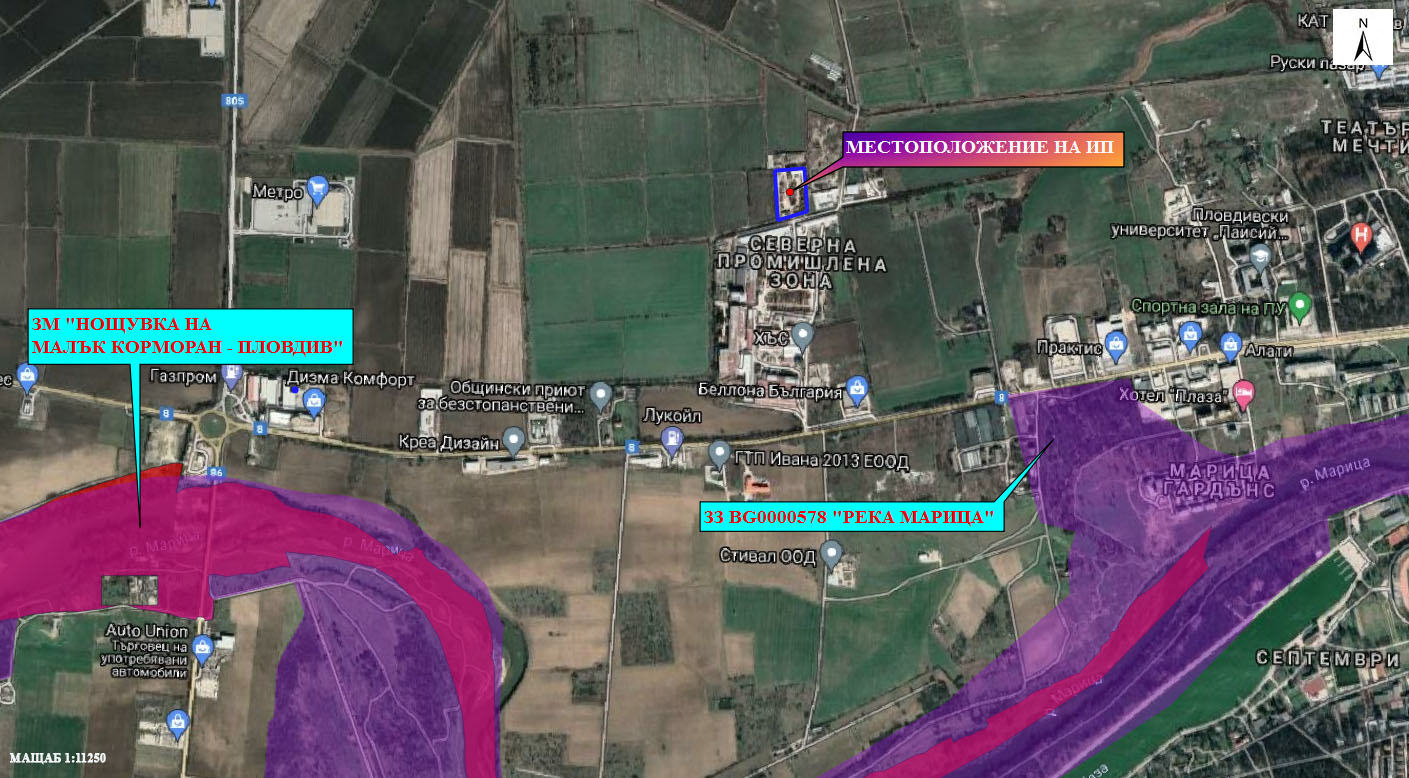 КАТ
N
Руски пазар
805
ТЕАТЪР
МЕЧТИ
МЕСТОПОЛОЖЕНИЕ НА ИП
Метро
Пловдивски
университет „Паисий...
СЕВЕРНА
ПРОМИШЛЕНА
ЗОНА
Спортна зала на ПУ
ЗМ "НОЩУВКА НА
МАЛЪК КОРМОРАН - ПЛОВДИВ"
ХЪС
Практис
Алати
Газпром
Дизма Комфорт
Общински приют
за безстопанствени...
Беллона България
8
Хотел "Плаза"
8
8
Лукойл
Креа Дизайн
8
ГТП Ивана 2013 ЕООД
86
МАРИЦА
ГАРДЪНС
р. Марица
ЗЗ BG0000578 "РЕКА МАРИЦА"
р. Марица
р. Марица
Стивал ООД
Auto Union
Търговец на
употребявани
автомобили
СЕПТЕМВРИ
р. Марица
МАЩАБ 1:11250